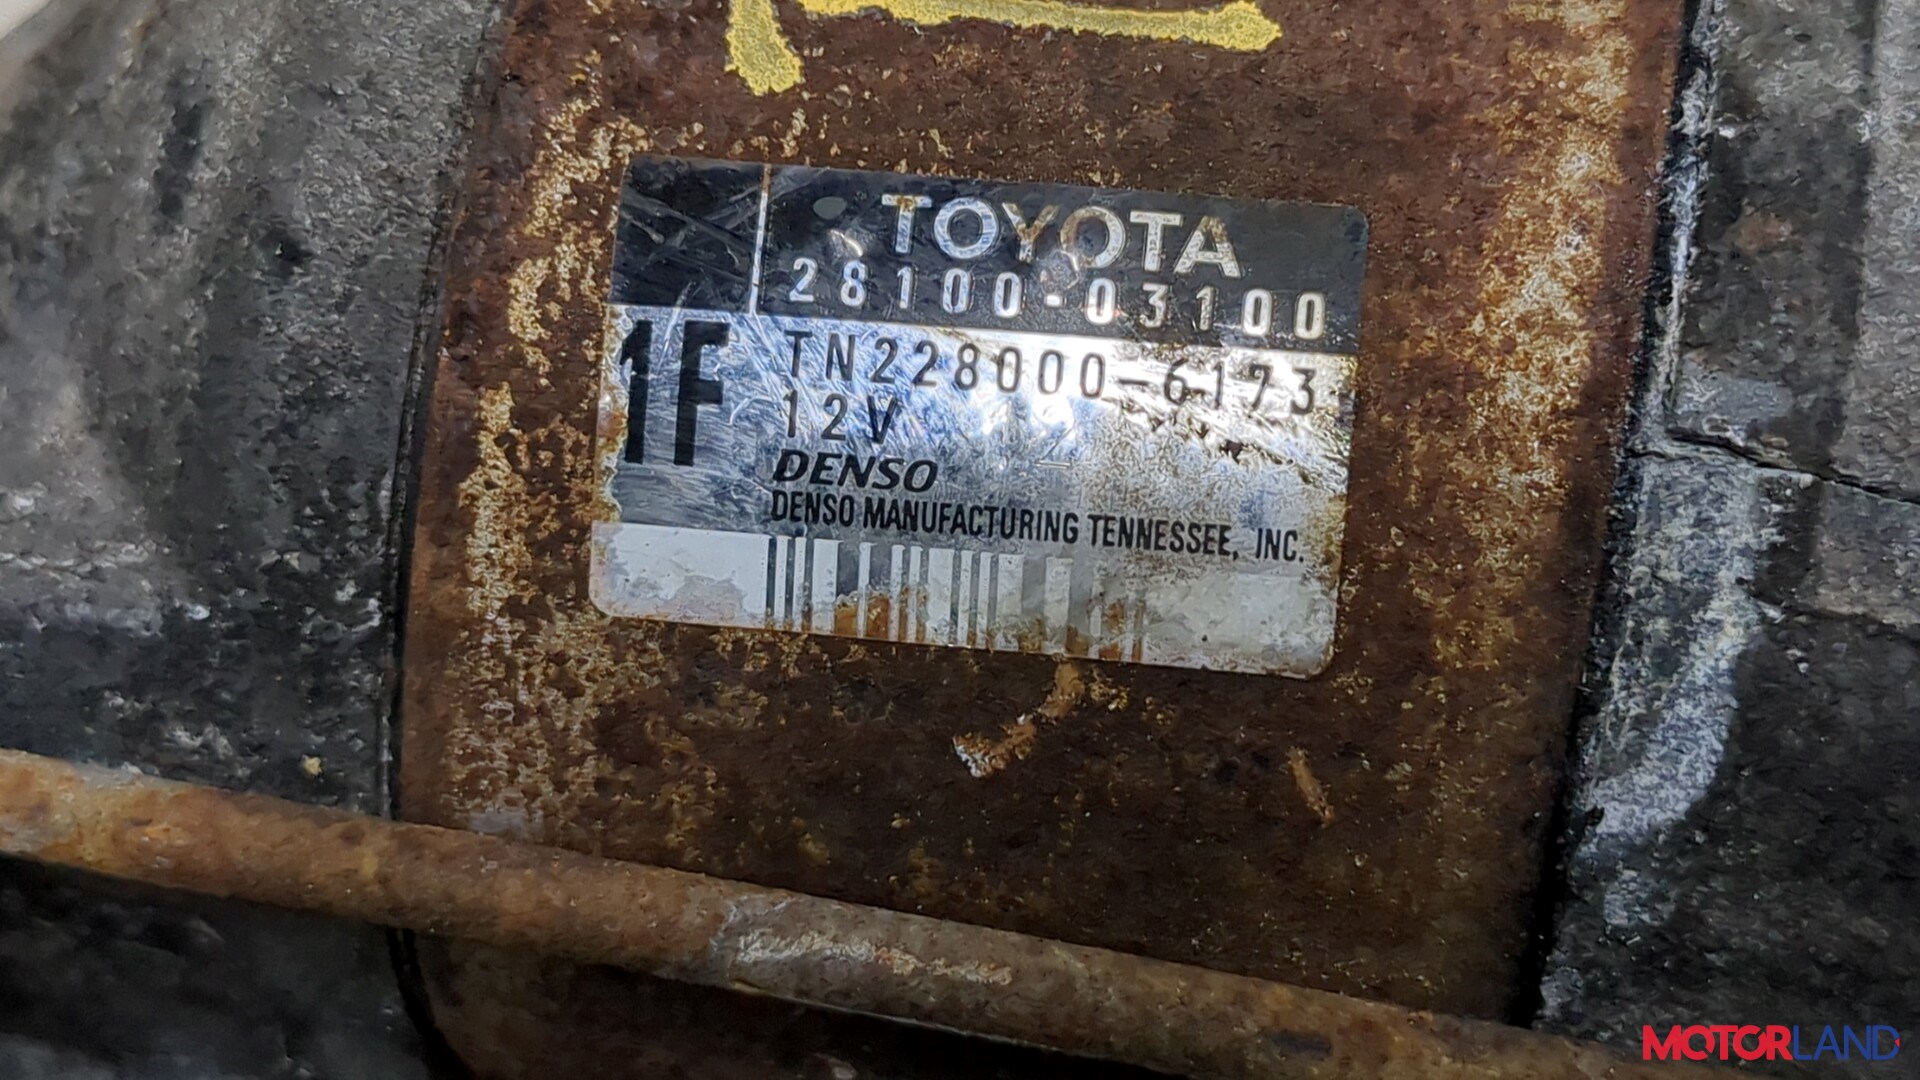 TOYOTA
28100-03100
1F
TN228000-6173
12V
DENSO
DENSO MANUFACTURING TENNESSEE, INC.
MOTORLAND